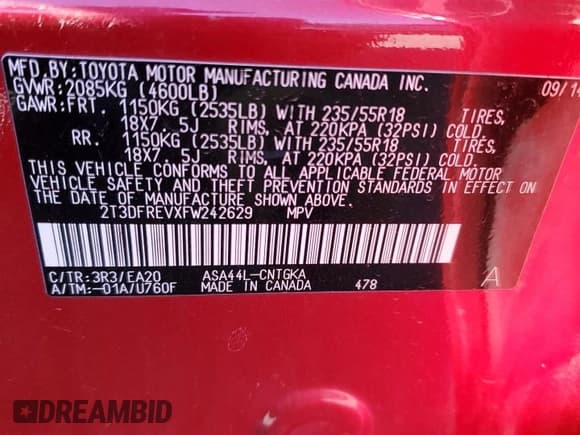 MFD.BY:TOYOTA MOTOR MANUFACTURING CANADA INC.
GVWR:2085KG (4600LB) 09/14
GAWR:FRT. 1150KG (2535LB) WITH 235/55R18 TIRES,
18X7. 5J RIMS, AT 220KPA (32PSI) COLD.
RR. 1150KG (2535LB) WITH 235/55R18 TIRES,
18X7. 5J RIMS, AT 220KPA (32PSI) COLD.
THIS VEHICLE CONFORMS TO ALL APPLICABLE FEDERAL MOTOR
VEHICLE SAFETY AND THEFT PREVENTION STANDARDS IN EFFECT ON
THE DATE OF MANUFACTURE SHOWN ABOVE.
2T3DFREVXFW242629 MPV
C/TR:3R3/EA20 ASA44L-CNTGKA A
A/TM:-01A/U760F MADE IN CANADA 478
DREAMBID